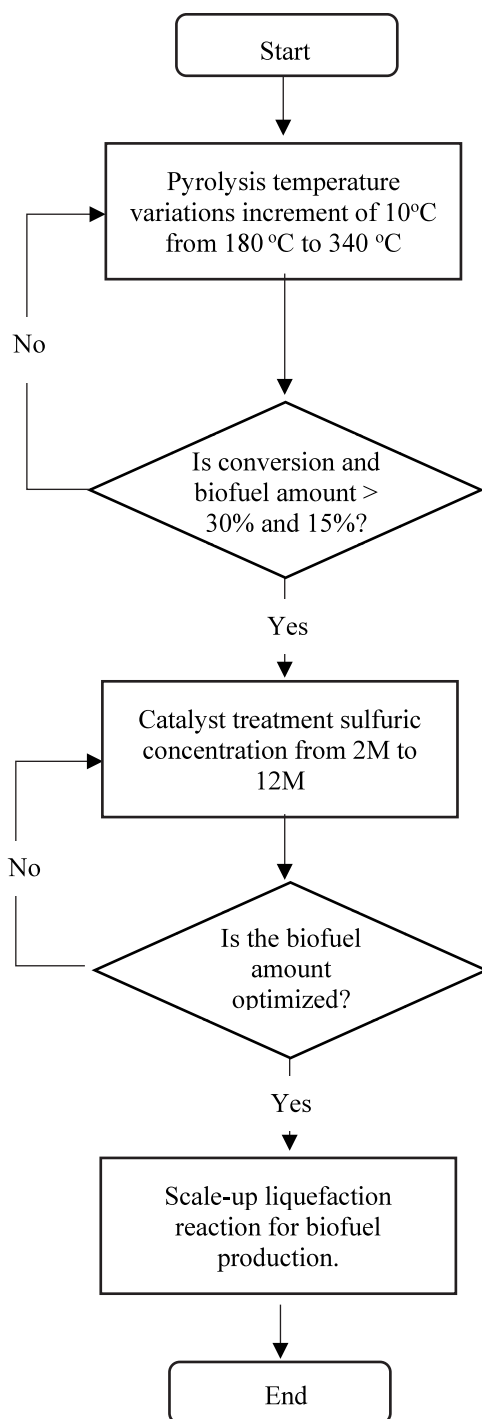 Start
Pyrolysis temperature
variations increment of 10°C
from 180 °C to 340 °C
No
Is conversion and
biofuel amount >
30% and 15%?
Yes
Catalyst treatment sulfuric
concentration from 2M to
12M
No
Is the biofuel
amount
optimized?
Yes
Scale-up liquefaction
reaction for biofuel
production.
End